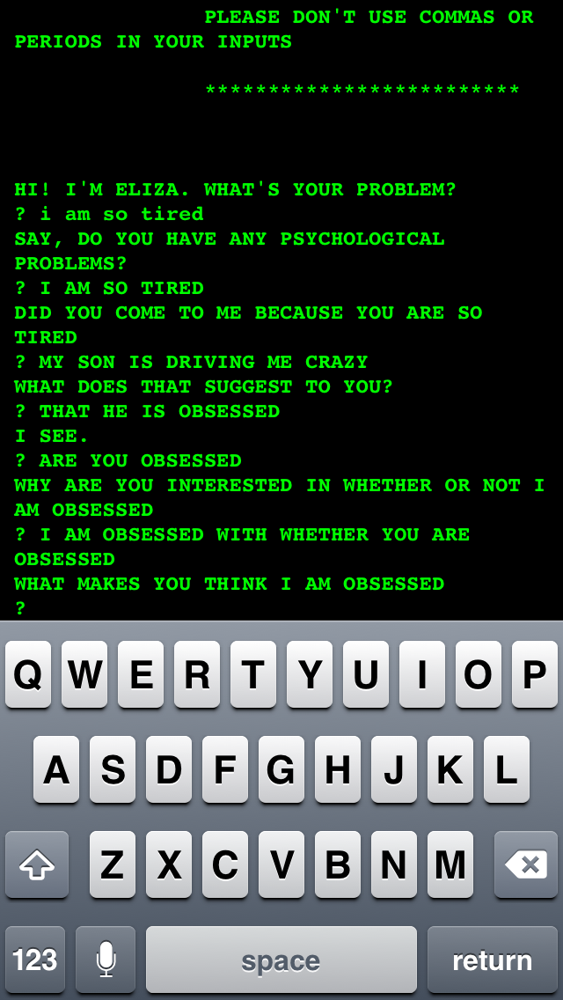 PLEASE DON'T USE COMMAS OR
PERIODS IN YOUR INPUTS
*************************
HI! I'M ELIZA. WHAT'S YOUR PROBLEM?
? i am so tired
SAY, DO YOU HAVE ANY PSYCHOLOGICAL
PROBLEMS?
? I AM SO TIRED
DID YOU COME TO ME BECAUSE YOU ARE SO
TIRED
? MY SON IS DRIVING ME CRAZY
WHAT DOES THAT SUGGEST TO YOU?
? THAT HE IS OBSESSED
I SEE.
? ARE YOU OBSESSED
WHY ARE YOU INTERESTED IN WHETHER OR NOT I
AM OBSESSED
? I AM OBSESSED WITH WHETHER YOU ARE
OBSESSED
WHAT MAKES YOU THINK I AM OBSESSED
?
Q W E R T Y U I O P
A S D F G H J K L
Z X C V B N M
123 space return